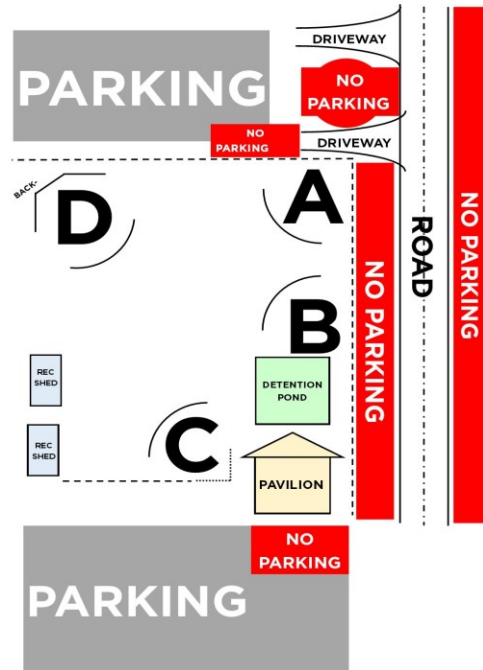 DRIVEWAY
PARKING
NO
PARKING
NO
PARKING
DRIVEWAY
BACK-
D
A
NO PARKING
ROAD
NO PARKING
B
REC
SHED
DETENTION
POND
REC
SHED
C
PAVILION
NO
PARKING
PARKING